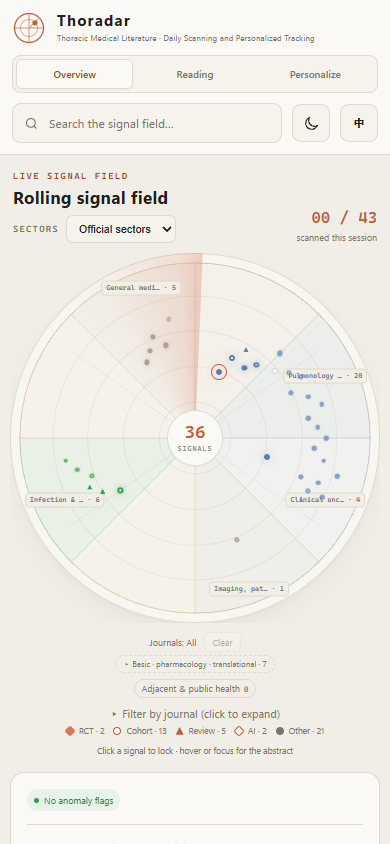 Thoradar
Thoracic Medical Literature · Daily Scanning and Personalized Tracking
Overview
Reading
Personalize
Search the signal field…
中
LIVE SIGNAL FIELD
Rolling signal field
00 / 43
SECTORS
Official sectors
scanned this session
General medi… · 5
Pulmonology … · 20
36
SIGNALS
Infection & … · 6
Clinical onc… · 4
Imaging, pat… · 1
Journals: All
Clear
‣ Basic · pharmacology · translational · 7
Adjacent & public health 0
‣ Filter by journal (click to expand)
RCT · 2
Cohort · 13
Review · 5
AI · 2
Other · 21
Click a signal to lock · hover or focus for the abstract
No anomaly flags